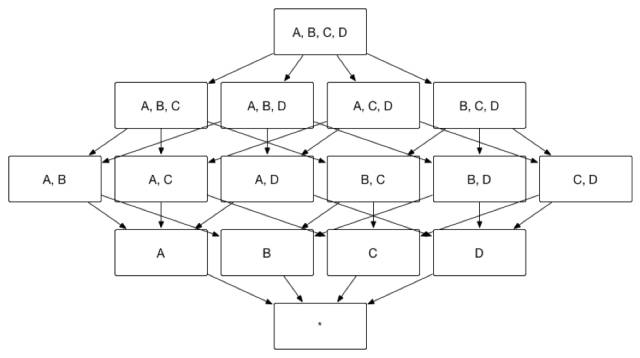 A, B, C, D
A, B, C
A, B, D
A, C, D
B, C, D
A, B
A, C
A, D
B, C
B, D
C, D
A
B
C
D
*